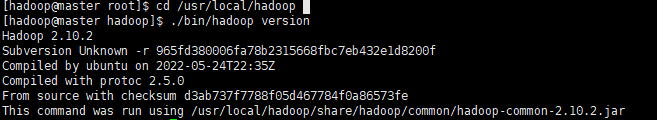 [hadoop@master root]$ cd /usr/local/hadoop
[hadoop@master hadoop]$ ./bin/hadoop version
Hadoop 2.10.2
Subversion Unknown -r 965fd380006fa78b2315668fbc7eb432e1d8200f
Compiled by ubuntu on 2022-05-24T22:35Z
Compiled with protoc 2.5.0
From source with checksum d3ab737f7788f05d467784f0a86573fe
This command was run using /usr/local/hadoop/share/hadoop/common/hadoop-common-2.10.2.jar